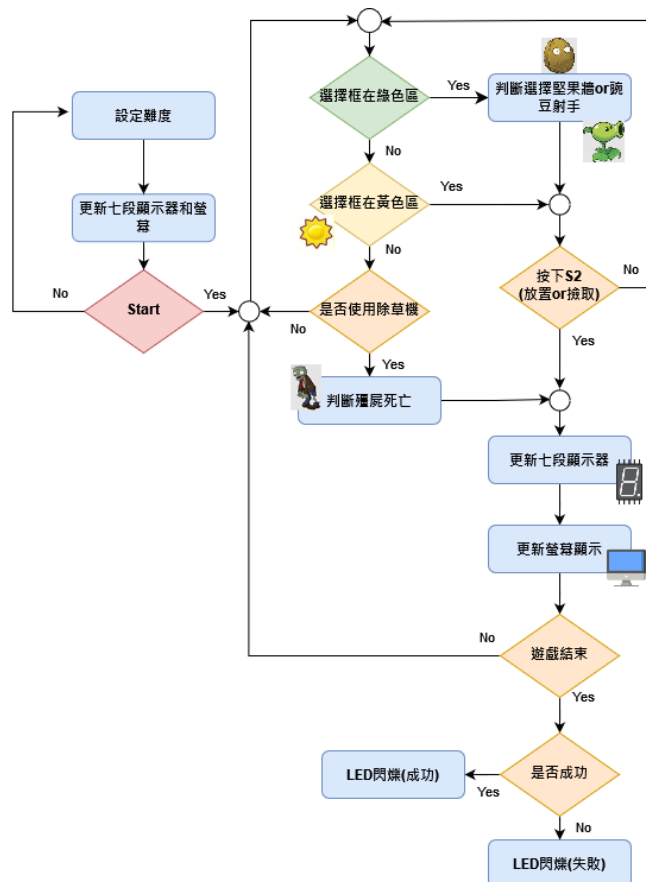 選擇框在綠色區
Yes
判斷選擇堅果牆or豌
豆射手
設定難度
No
選擇框在黃色區
Yes
更新七段顯示器和螢
幕
No
按下S2
(放置or撿取)
No
No
Start
Yes
是否使用除草機
No
Yes
Yes
判斷殭屍死亡
更新七段顯示器
更新螢幕顯示
No
遊戲結束
Yes
LED閃爍(成功)
Yes
是否成功
No
LED閃爍(失敗)